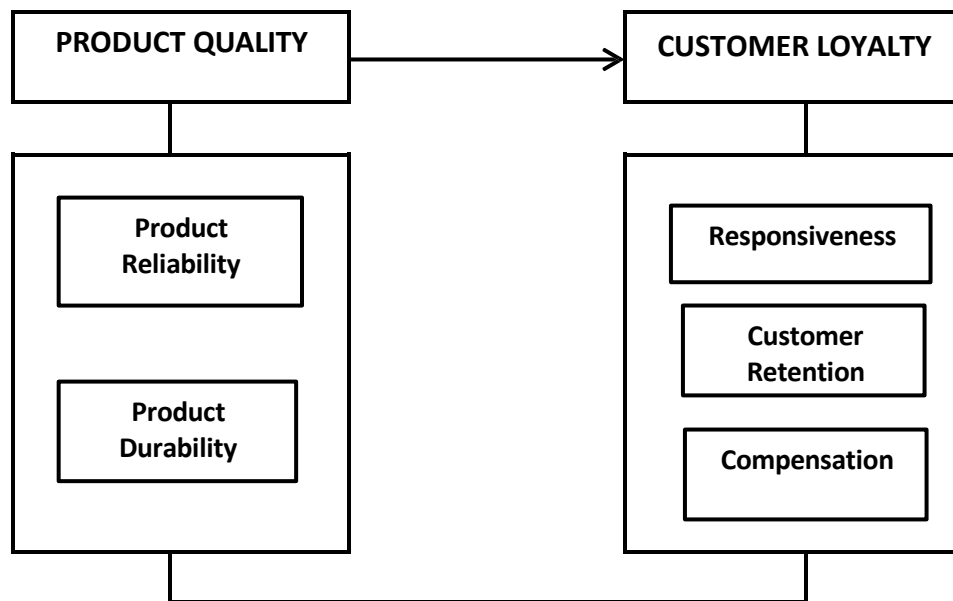 PRODUCT QUALITY
CUSTOMER LOYALTY
Product
Reliability
Product
Durability
Responsiveness
Customer
Retention
Compensation